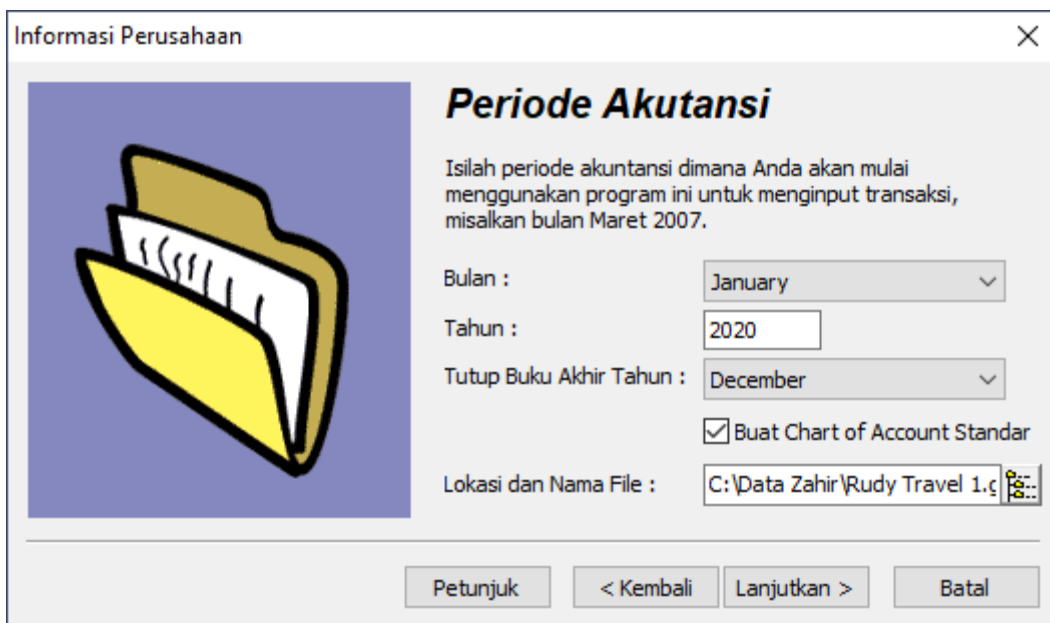 Informasi Perusahaan
Periode Akutansi
Isilah periode akuntansi dimana Anda akan mulai
menggunakan program ini untuk menginput transaksi,
misalkan bulan Maret 2007.
Bulan : January
Tahun : 2020
Tutup Buku Akhir Tahun : December
Buat Chart of Account Standar
Lokasi dan Nama File : C:\Data Zahir\Rudy Travel 1.g
Petunjuk < Kembali Lanjutkan > Batal